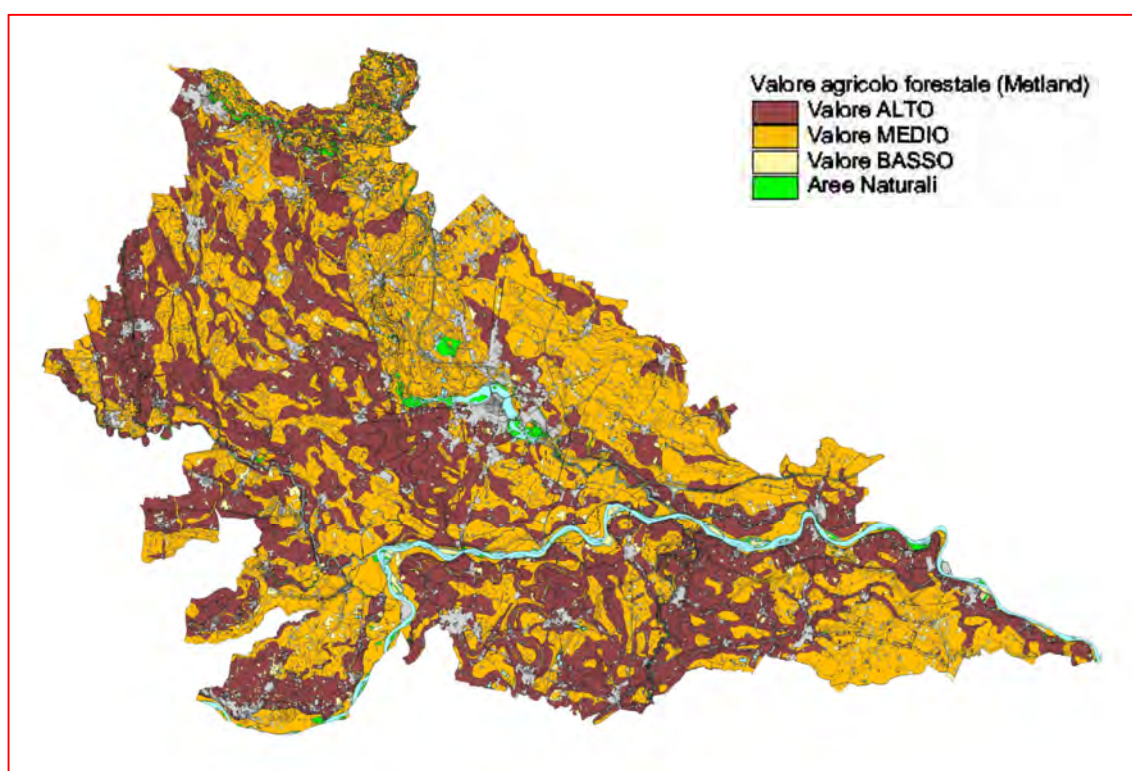 Valore agricolo forestale (Metland)
Valore ALTO
Valore MEDIO
Valore BASSO
Aree Naturali